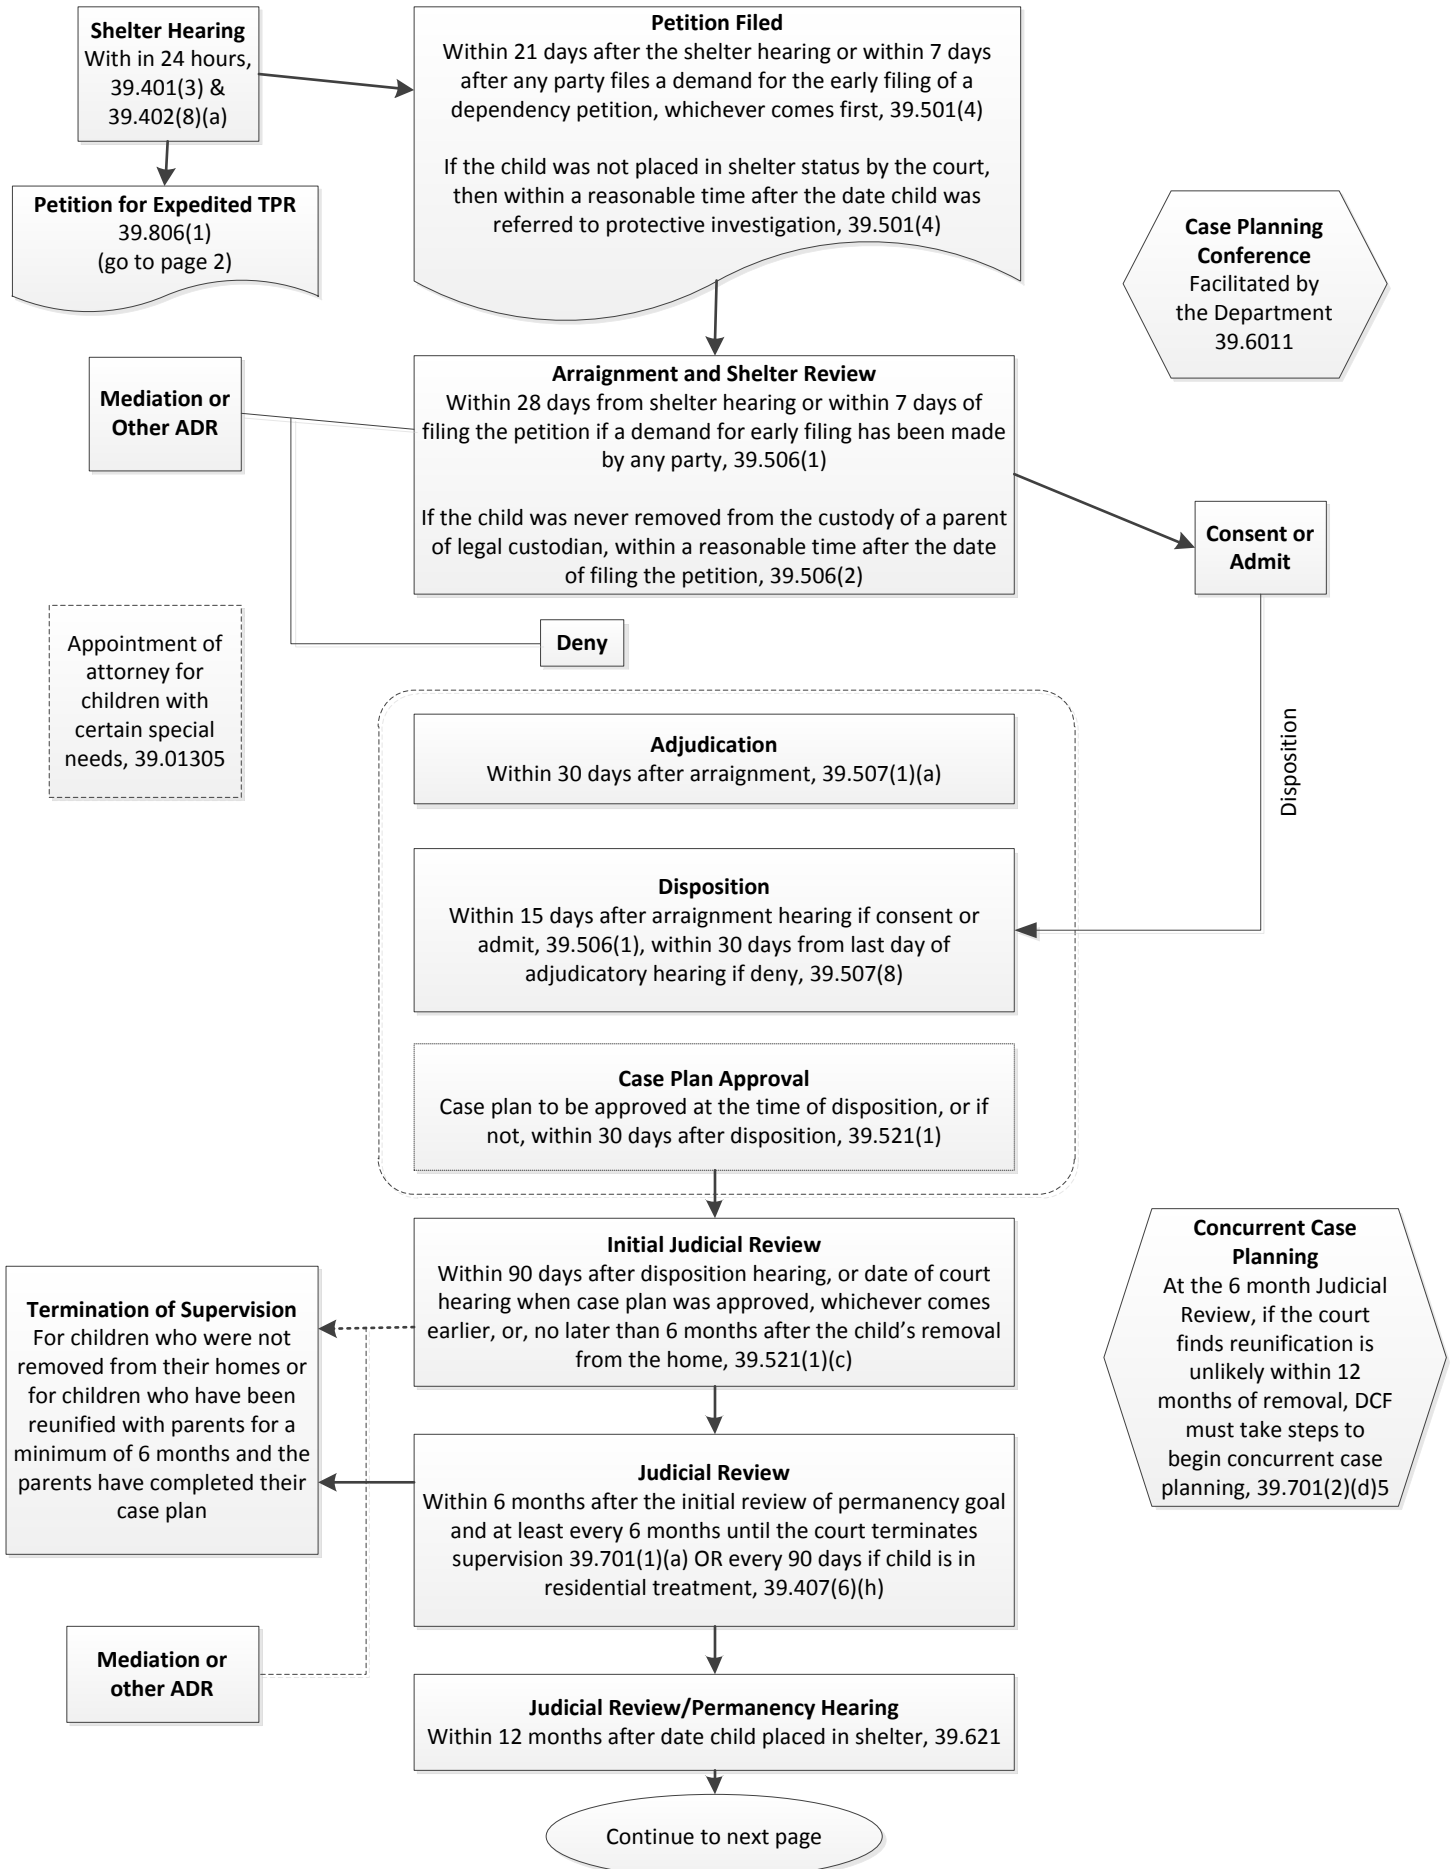 Shelter Hearing
With in 24 hours,
39.401(3) &
39.402(8)(a)
Petition Filed
Within 21 days after the shelter hearing or within 7 days
after any party files a demand for the early filing of a
dependency petition, whichever comes first, 39.501(4)
If the child was not placed in shelter status by the court,
then within a reasonable time after the date child was
referred to protective investigation, 39.501(4)
Petition for Expedited TPR
39.806(1)
(go to page 2)
Case Planning
Conference
Facilitated by
the Department
39.6011
Mediation or
Other ADR
Arraignment and Shelter Review
Within 28 days from shelter hearing or within 7 days of
filing the petition if a demand for early filing has been made
by any party, 39.506(1)
If the child was never removed from the custody of a parent
of legal custodian, within a reasonable time after the date
of filing the petition, 39.506(2)
Consent or
Admit
Deny
Appointment of
attorney for
children with
certain special
needs, 39.01305
Disposition
Adjudication
Within 30 days after arraignment, 39.507(1)(a)
Disposition
Within 15 days after arraignment hearing if consent or
admit, 39.506(1), within 30 days from last day of
adjudicatory hearing if deny, 39.507(8)
Case Plan Approval
Case plan to be approved at the time of disposition, or if
not, within 30 days after disposition, 39.521(1)
Initial Judicial Review
Within 90 days after disposition hearing, or date of court
hearing when case plan was approved, whichever comes
earlier, or, no later than 6 months after the child's removal
from the home, 39.521(1)(c)
Termination of Supervision
For children who were not
removed from their homes or
for children who have been
reunified with parents for a
minimum of 6 months and the
parents have completed their
case plan
Concurrent Case
Planning
At the 6 month Judicial
Review, if the court
finds reunification is
unlikely within 12
months of removal, DCF
must take steps to
begin concurrent case
planning, 39.701(2)(d)5
Judicial Review
Within 6 months after the initial review of permanency goal
and at least every 6 months until the court terminates
supervision 39.701(1)(a) OR every 90 days if child is in
residential treatment, 39.407(6)(h)
Mediation or
other ADR
Judicial Review/Permanency Hearing
Within 12 months after date child placed in shelter, 39.621
Continue to next page